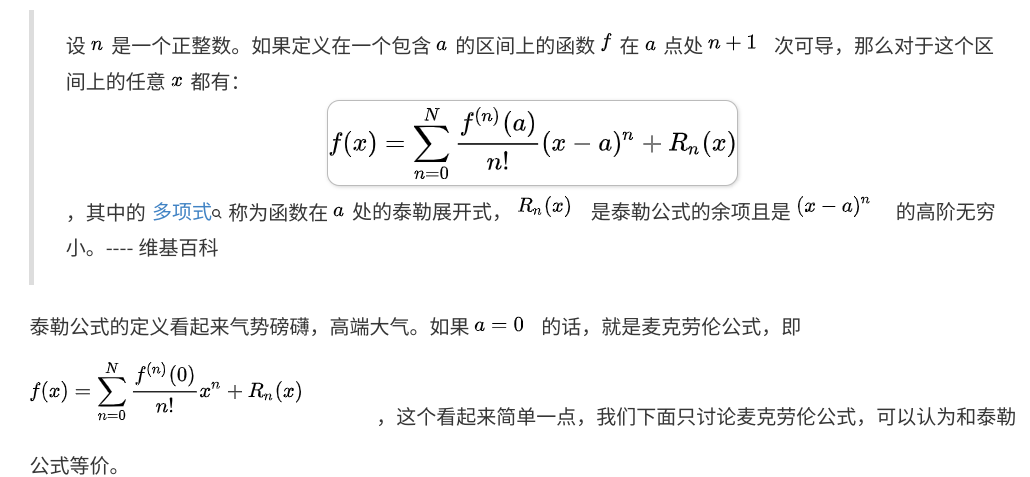 设 n 是一个正整数。如果定义在一个包含 a 的区间上的函数 f 在 a 点处 n + 1 次可导，那么对于这个区
间上的任意 x 都有：
f(x) = \sum_{n=0}^{N} \frac{f^{(n)}(a)}{n!}(x - a)^n + R_n(x)
，其中的 多项式 称为函数在 a 处的泰勒展开式， R_n(x) 是泰勒公式的余项且是 (x - a)^n 的高阶无穷
小。---- 维基百科
泰勒公式的定义看起来气势磅礴，高端大气。如果 a = 0 的话，就是麦克劳伦公式，即
f(x) = \sum_{n=0}^{N} \frac{f^{(n)}(0)}{n!}x^n + R_n(x) ，这个看起来简单一点，我们下面只讨论麦克劳伦公式，可以认为和泰勒
公式等价。